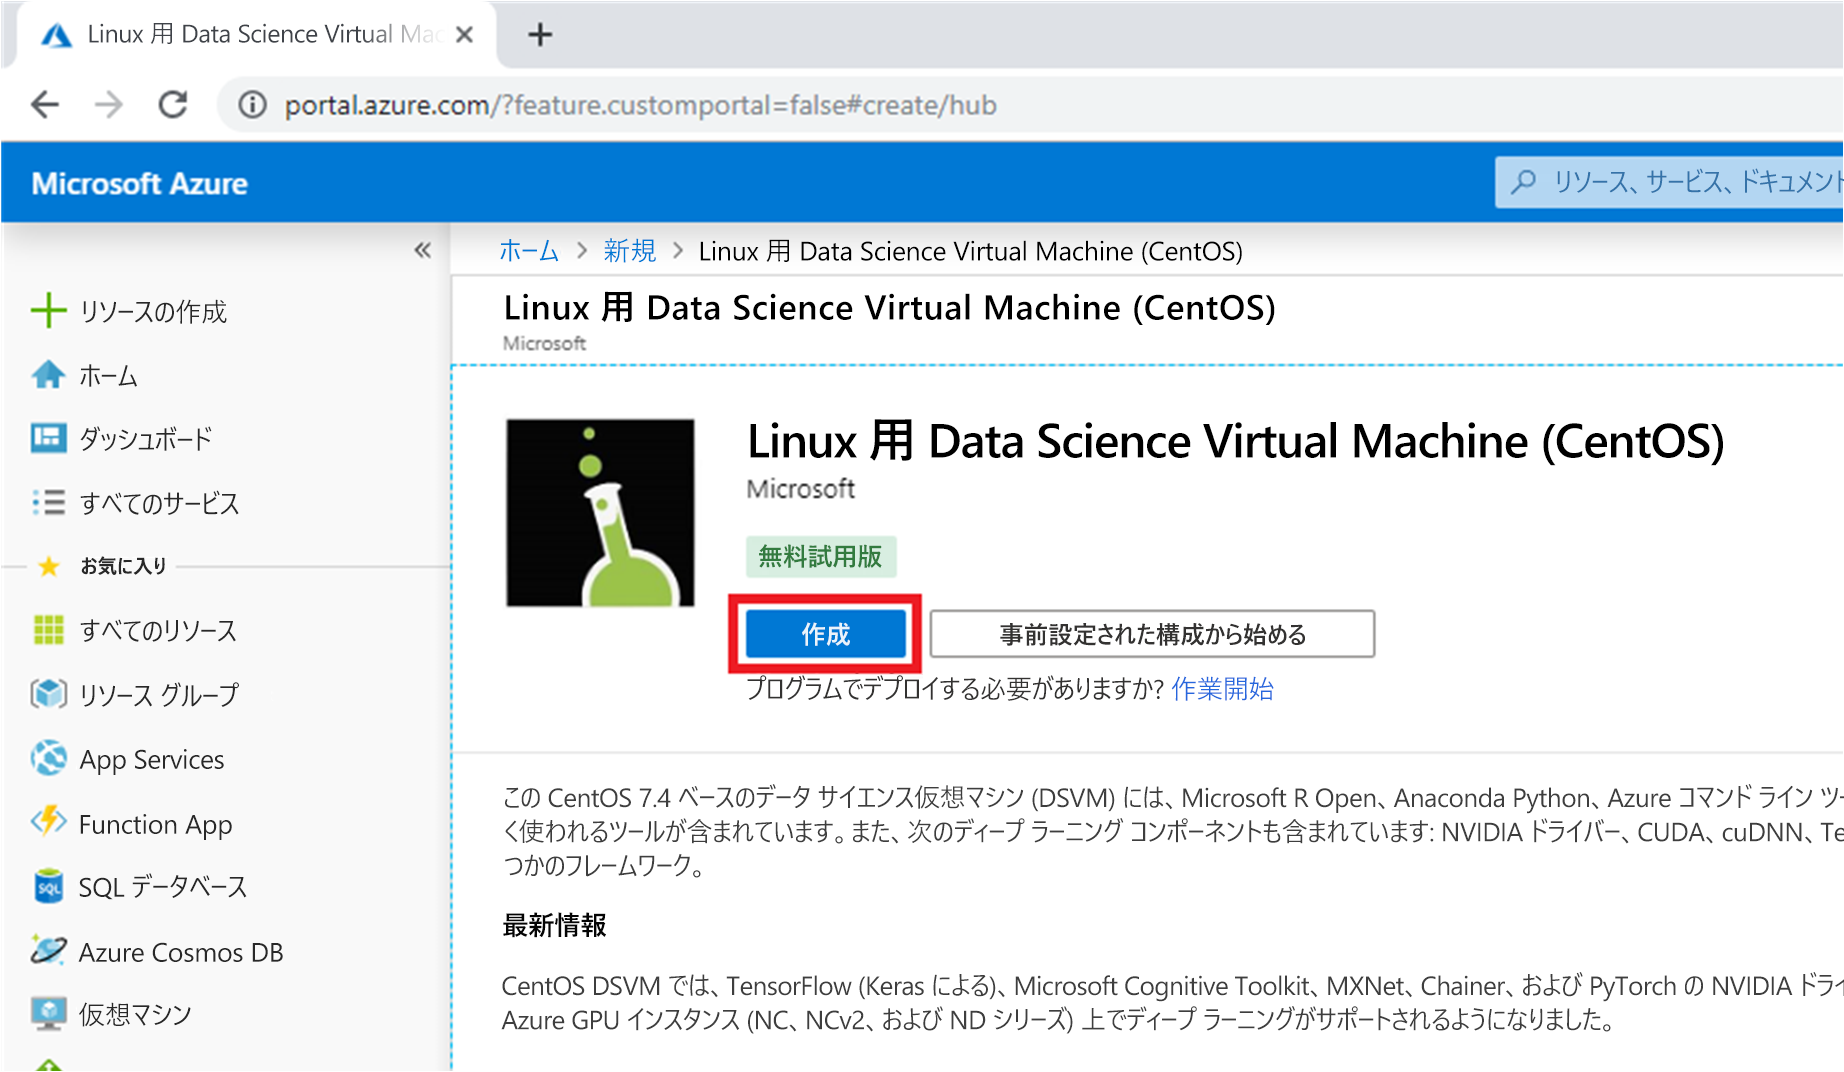 Linux 用 Data Science Virtual Mac
portal.azure.com/?feature.customportal=false#create/hub
Microsoft Azure
リソース、サービス、ドキュメント
ホーム > 新規 > Linux 用 Data Science Virtual Machine (CentOS)
Linux 用 Data Science Virtual Machine (CentOS)
Microsoft
リソースの作成
ホーム
ダッシュボード
すべてのサービス
お気に入り
すべてのリソース
リソース グループ
App Services
Function App
SQL データベース
Azure Cosmos DB
仮想マシン
Linux 用 Data Science Virtual Machine (CentOS)
Microsoft
無料試用版
作成
事前設定された構成から始める
プログラムでデプロイする必要がありますか? 作業開始
この CentOS 7.4 ベースのデータ サイエンス仮想マシン (DSVM) には、Microsoft R Open、Anaconda Python、Azure コマンド ライン ツー
く使われるツールが含まれています。また、次のディープ ラーニング コンポーネントも含まれています: NVIDIA ドライバー、CUDA、cuDNN、Te
つかのフレームワーク。
最新情報
CentOS DSVM では、TensorFlow (Keras による)、Microsoft Cognitive Toolkit、MXNet、Chainer、および PyTorch の NVIDIA ドライ
Azure GPU インスタンス (NC、NCv2、および ND シリーズ) 上でディープ ラーニングがサポートされるようになりました。